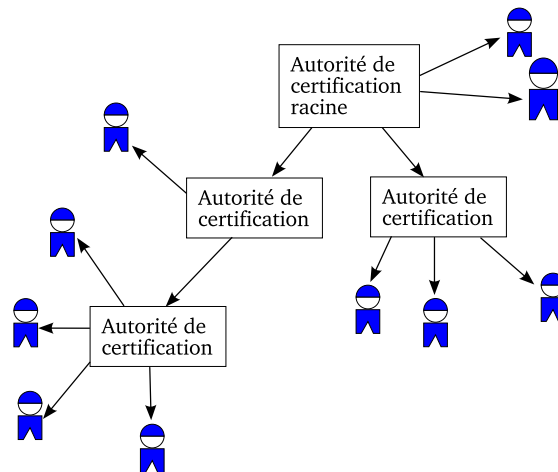 Autorité de
certification
racine
Autorité de
certification
Autorité de
certification
Autorité de
certification